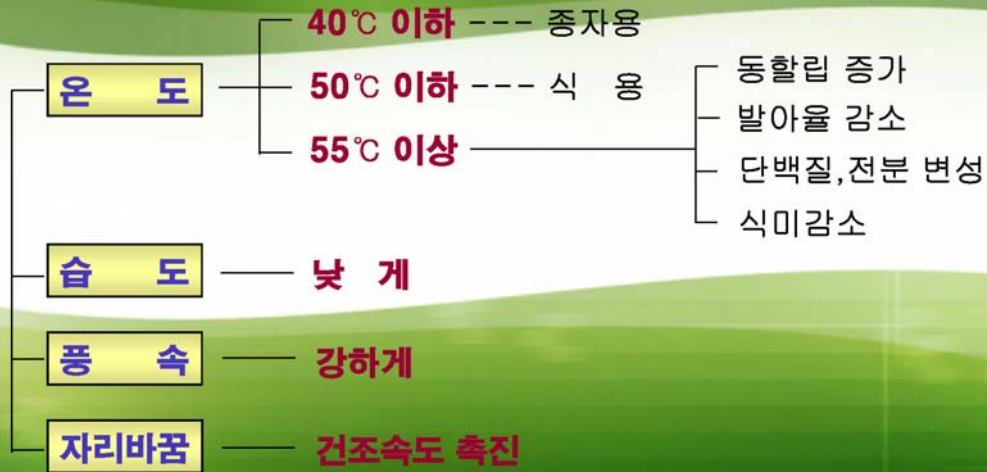 40℃ 이하 --- 종자용
온 도 50℃ 이하 --- 식 용
55℃ 이상
동할립 증가
발아율 감소
단백질,전분 변성
식미감소
습 도 낮 게
풍 속 강하게
자리바꿈 건조속도 촉진